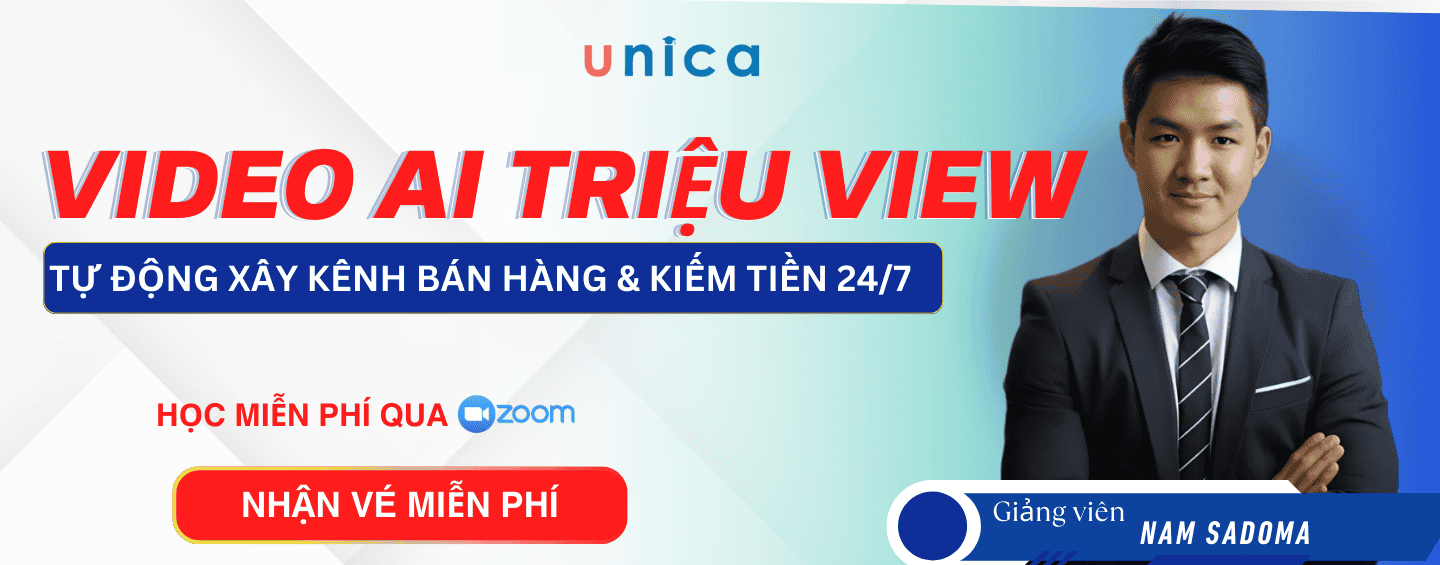 unica
VIDEO AI TRIỆU VIEW
TỰ ĐỘNG XÂY KÊNH BÁN HÀNG & KIẾM TIỀN 24/7
HỌC MIỄN PHÍ QUA zoom
NHẬN VÉ MIỄN PHÍ
Giảng viên
NAM SADOMA